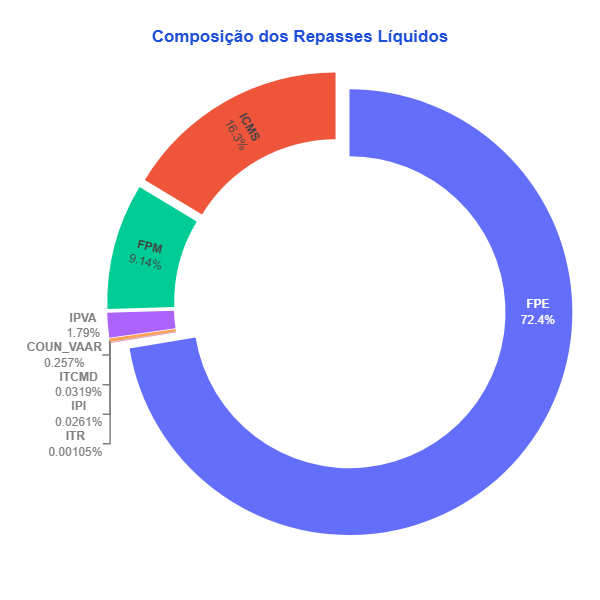 Composição dos Repasses Líquidos
ICMS
16.3%
FPM
9.14%
FPE
72.4%
IPVA
1.79%
COUN_VAAR
0.257%
ITCMD
0.0319%
IPI
0.0261%
ITR
0.00105%